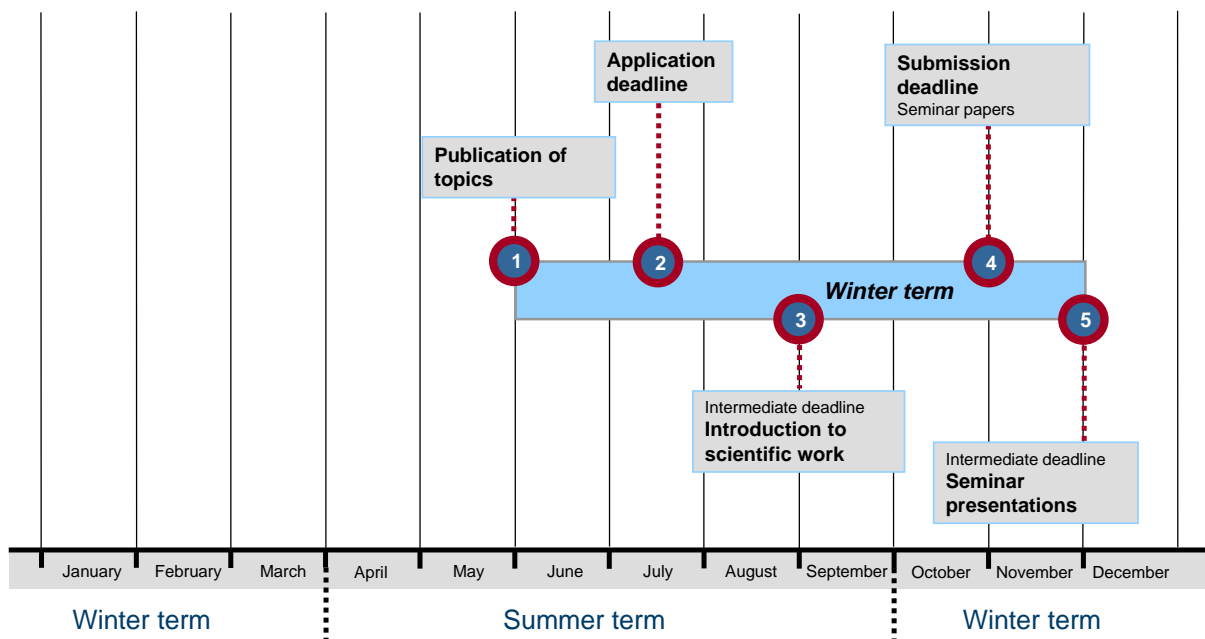 Application
deadline
Submission
deadline
Seminar papers
Publication of
topics
1
2
4
Winter term
3
5
Intermediate deadline
Introduction to
scientific work
Intermediate deadline
Seminar
presentations
January February March April May June July August September October November December
Winter term Summer term Winter term